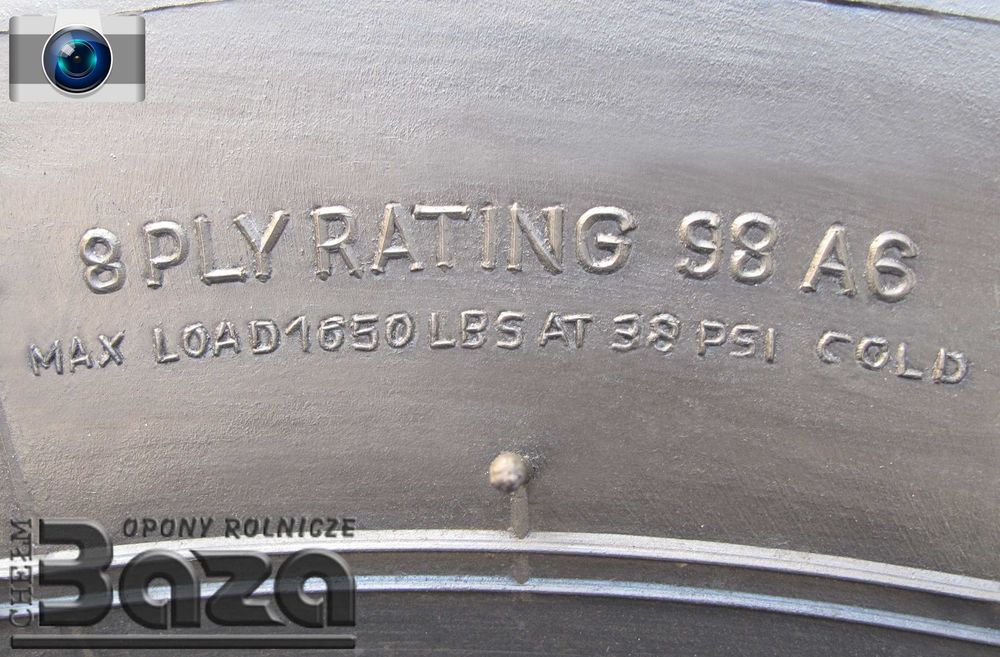 8 PLY RATING 98 A6
MAX LOAD 1650 LBS AT 38 PSI COLD
OPONY ROLNICZE
CHEŁM
Baza